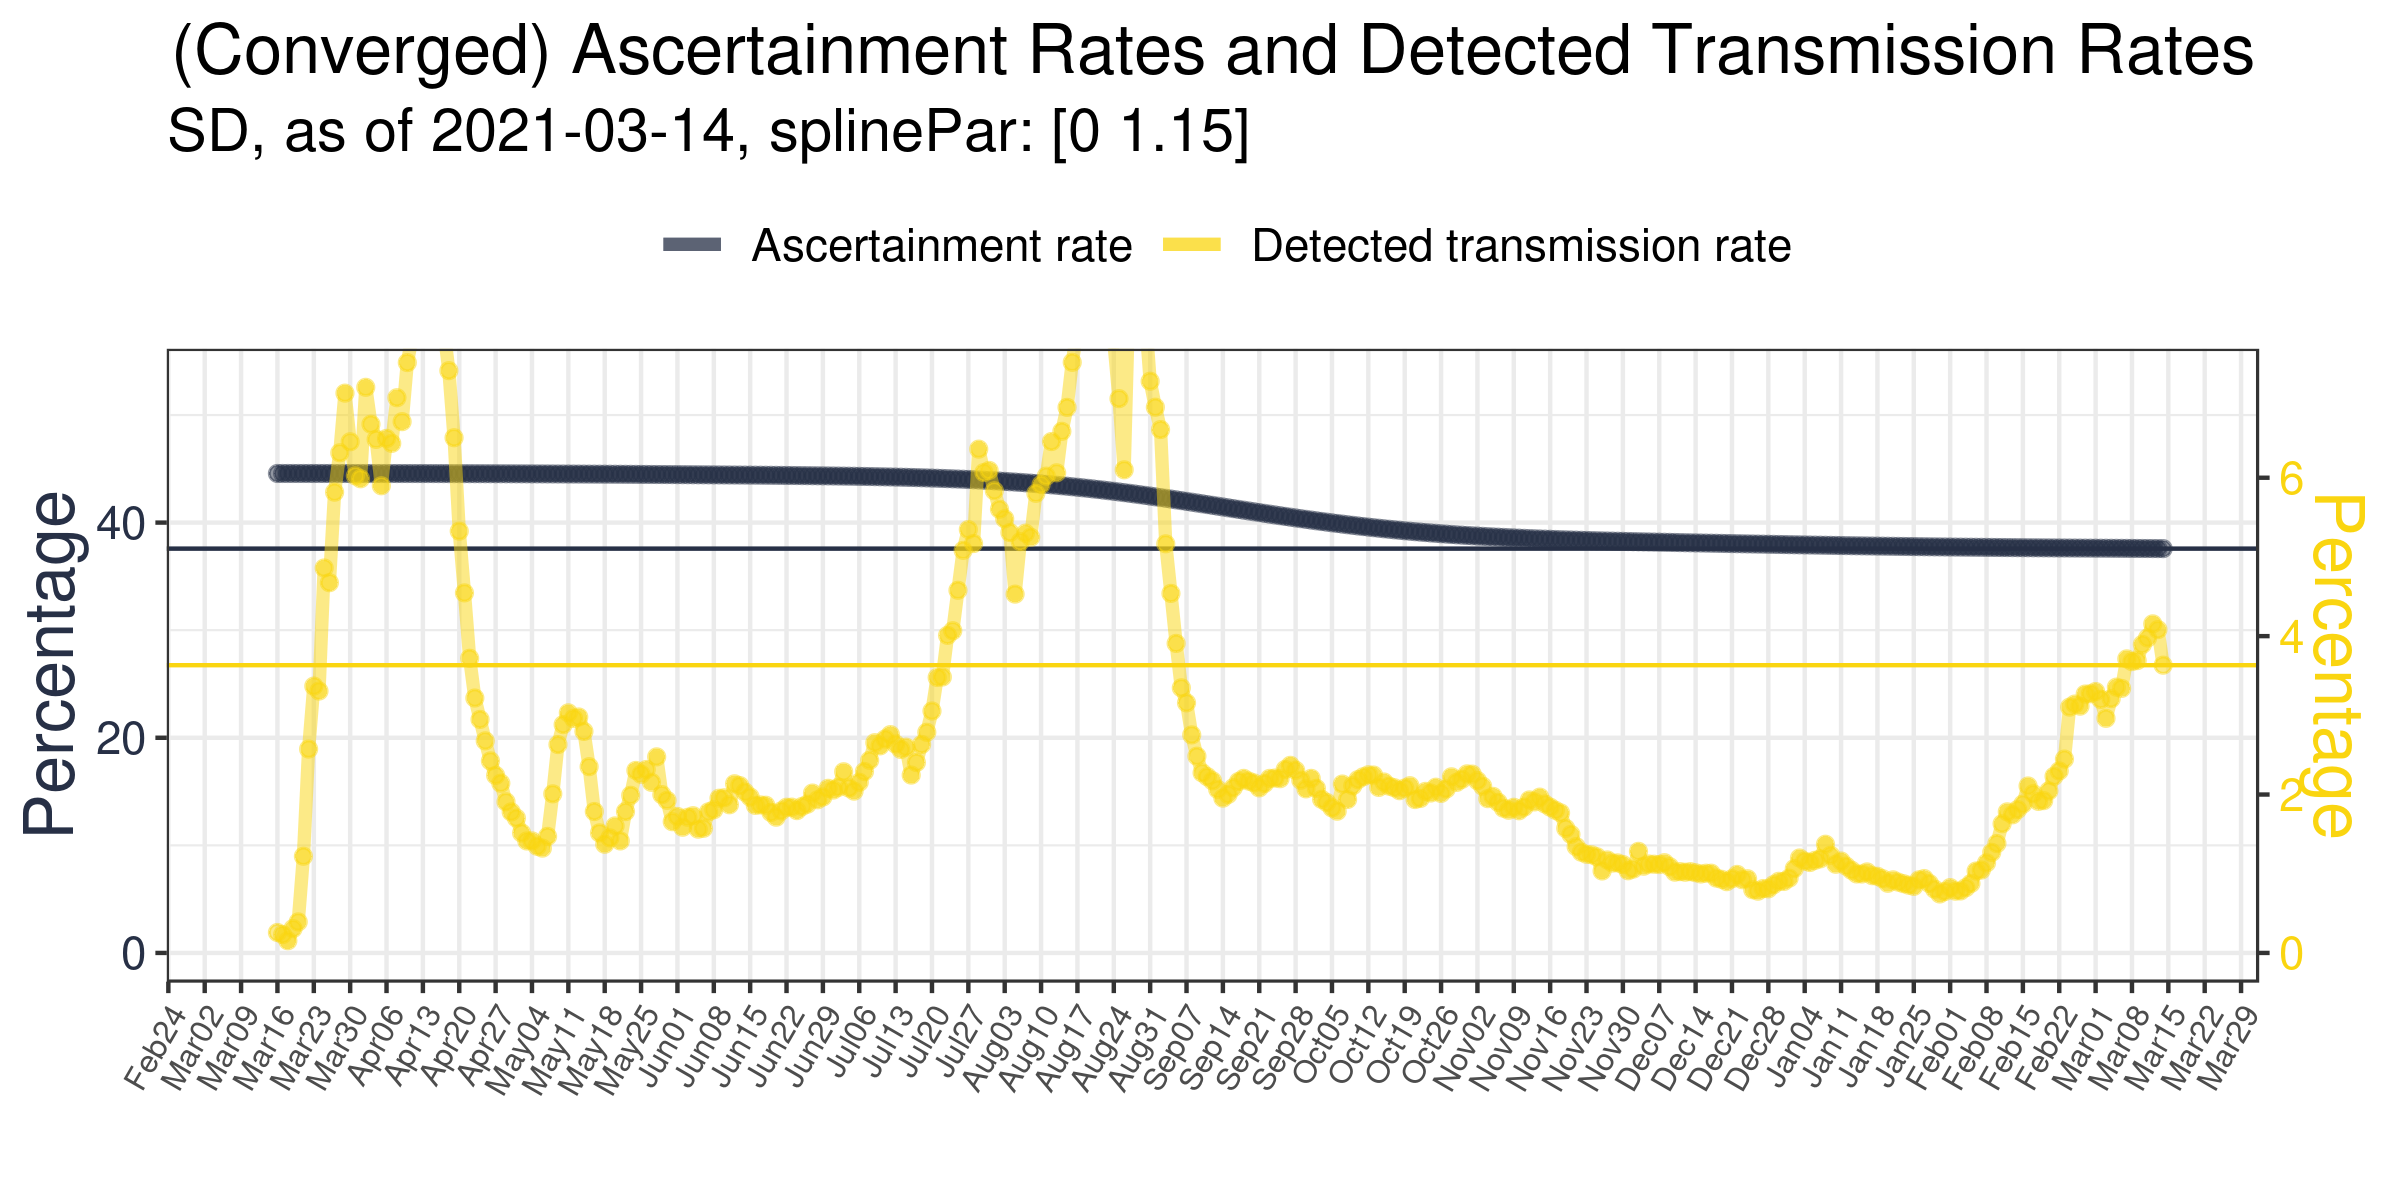 (Converged) Ascertainment Rates and Detected Transmission Rates
SD, as of 2021-03-14, splinePar: [0 1.15]
Ascertainment rate Detected transmission rate
Percentage
40
20
0
6
4
2
0
Percentage
Feb24 Mar02 Mar09 Mar16 Mar23 Mar30 Apr06 Apr13 Apr20 Apr27 May04 May11 May18 May25 Jun01 Jun08 Jun15 Jun22 Jun29 Jul06 Jul13 Jul20 Jul27 Aug03 Aug10 Aug17 Aug24 Aug31 Sep07 Sep14 Sep21 Sep28 Oct05 Oct12 Oct19 Oct26 Nov02 Nov09 Nov16 Nov23 Nov30 Dec07 Dec14 Dec21 Dec28 Jan04 Jan11 Jan18 Jan25 Feb01 Feb08 Feb15 Feb22 Mar01 Mar08 Mar15 Mar22 Mar29